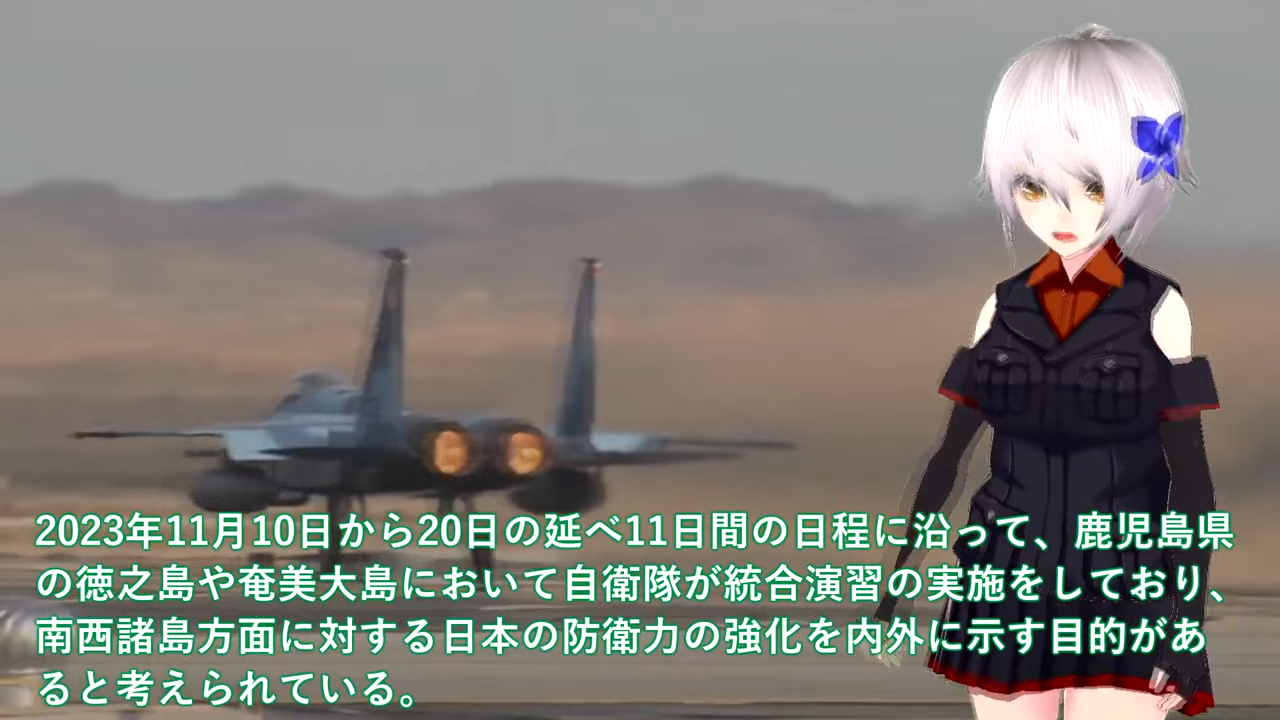 2023年11月10日から20日の延べ11日間の日程に沿って、鹿児島県
の徳之島や奄美大島において自衛隊が統合演習の実施をしており、
南西諸島方面に対する日本の防衛力の強化を内外に示す目的があ
ると考えられている。